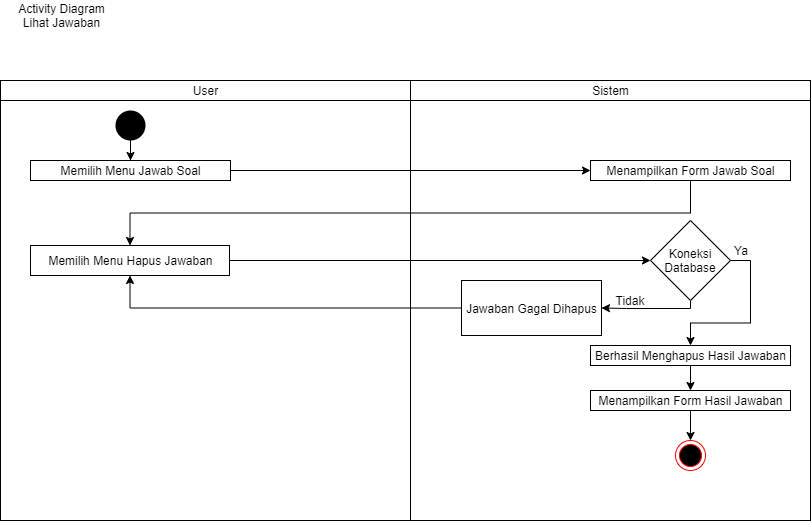 Activity Diagram
Lihat Jawaban
User
Sistem
Memilih Menu Jawab Soal
Menampilkan Form Jawab Soal
Memilih Menu Hapus Jawaban
Koneksi
Database
Ya
Tidak
Jawaban Gagal Dihapus
Berhasil Menghapus Hasil Jawaban
Menampilkan Form Hasil Jawaban